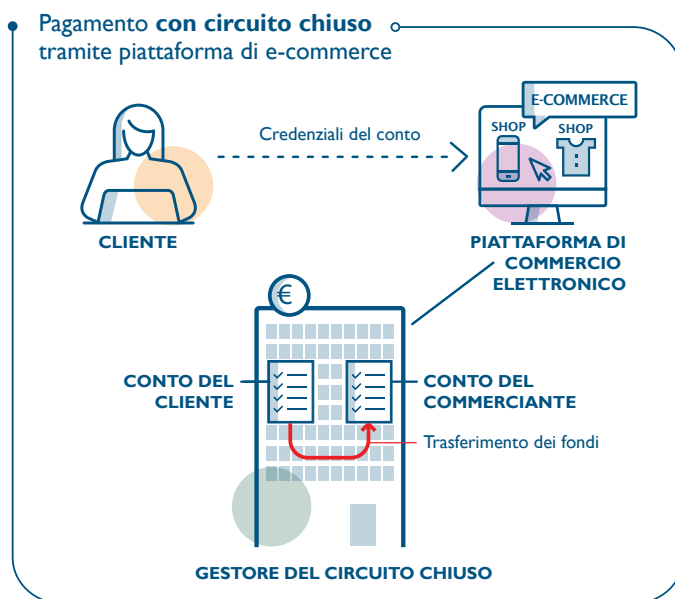 Pagamento con circuito chiuso
tramite piattaforma di e-commerce
E-COMMERCE
SHOP
SHOP
Credenziali del conto
CLIENTE
PIATTAFORMA DI
COMMERCIO
ELETTRONICO
€
CONTO DEL
CLIENTE
CONTO DEL
COMMERCIANTE
Trasferimento dei fondi
GESTORE DEL CIRCUITO CHIUSO